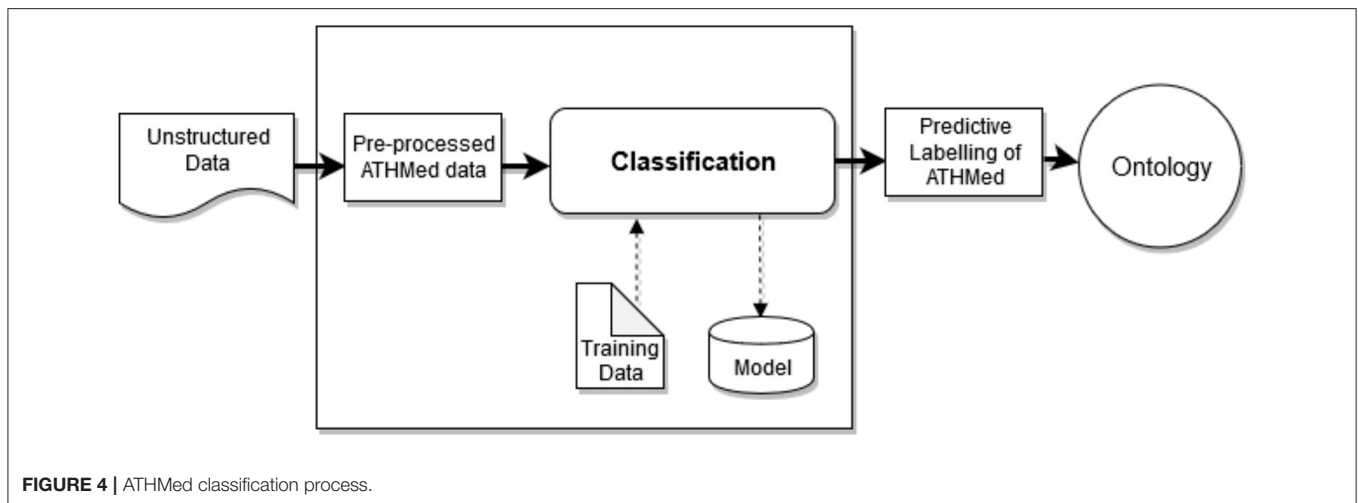 Unstructured
Data
Pre-processed
ATHMed data
Classification
Predictive
Labelling of
ATHMed
Ontology
Training
Data
Model
FIGURE 4 | ATHMed classification process.